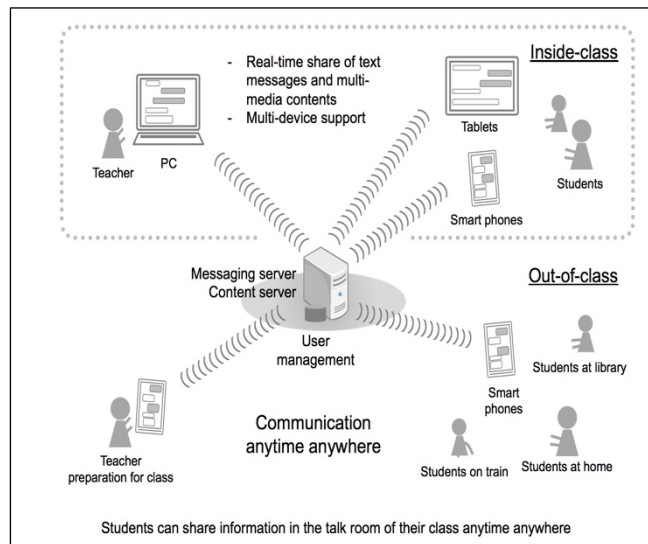 Inside-class
- Real-time share of text
messages and multi-
media contents
- Multi-device support
Teacher
PC
Tablets
Students
Smart phones
Messaging server
Content server
User
management
Out-of-class
Smart
phones
Students at library
Communication
anytime anywhere
Teacher
preparation for class
Students on train
Students at home
Students can share information in the talk room of their class anytime anywhere